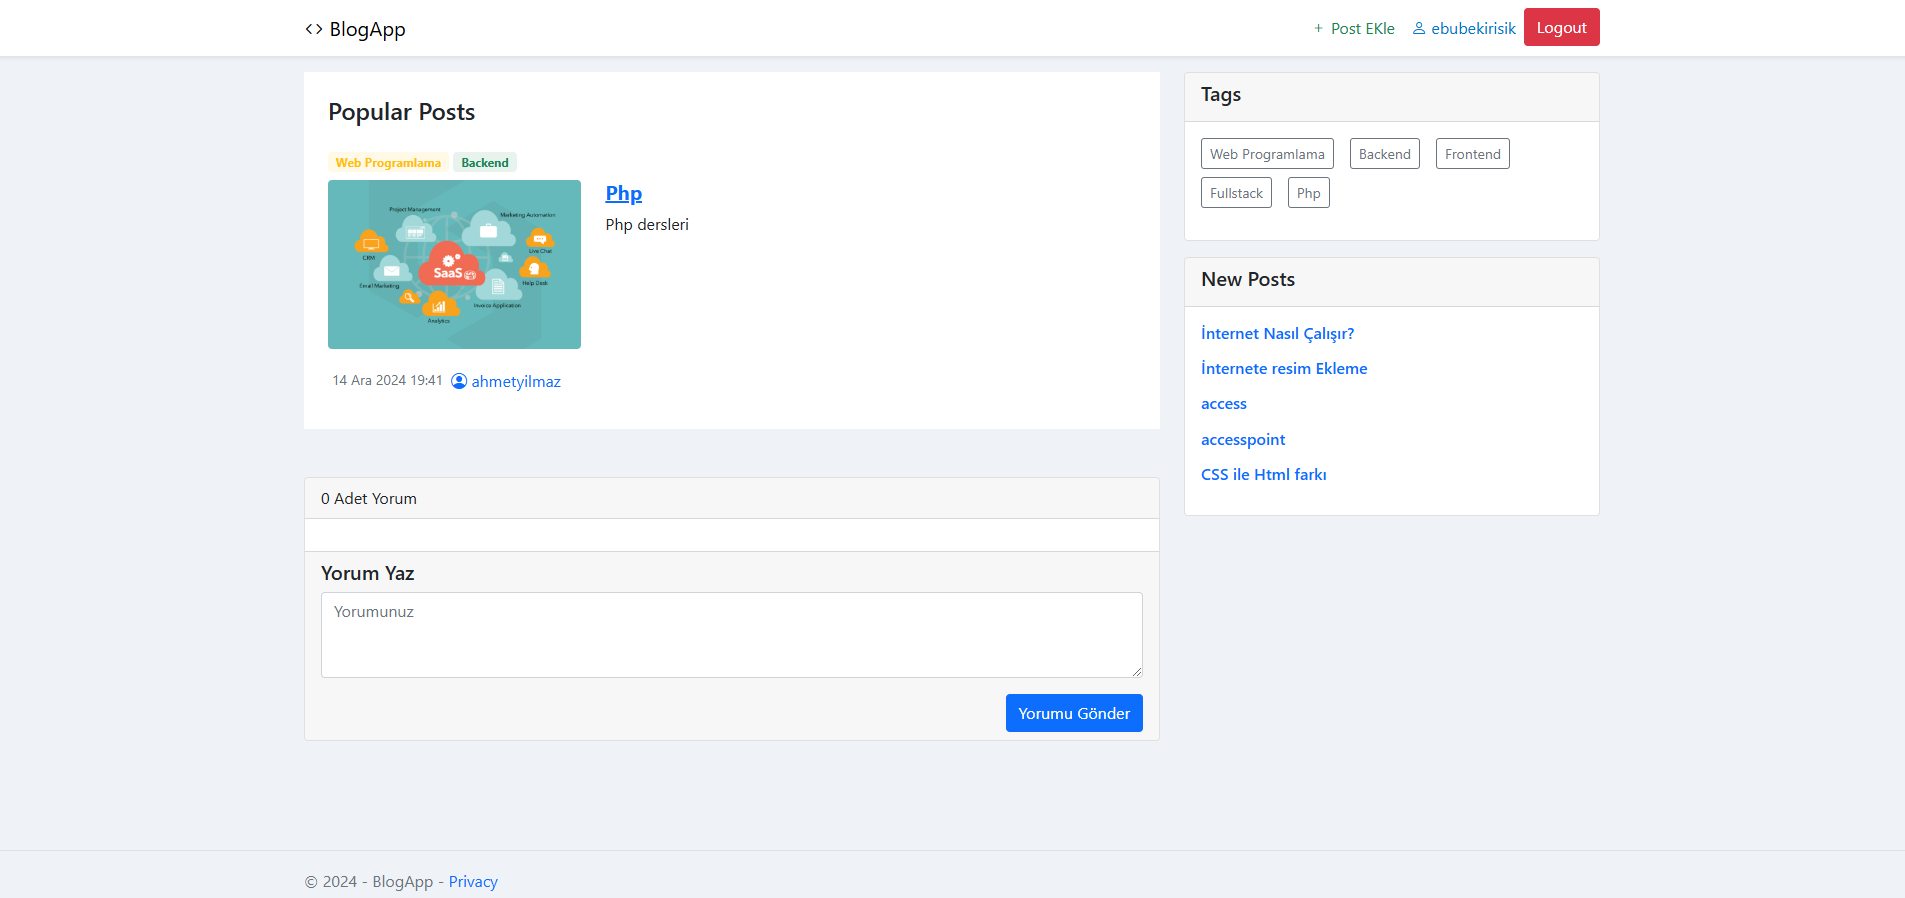 <> BlogApp
+ Post EKle ebubekirisik Logout
Popular Posts
Web Programlama Backend
Project Management
Marketing Automation
CRM
SaaS
Live Chat
Email Marketing
Help Desk
Invoice Application
Analytics
Php
Php dersleri
14 Ara 2024 19:41 ahmetyilmaz
0 Adet Yorum
Yorum Yaz
Yorumunuz
Yorumu Gönder
Tags
Web Programlama Backend Frontend
Fullstack Php
New Posts
İnternet Nasıl Çalışır?
İnternete resim Ekleme
access
accesspoint
CSS ile Html farkı
© 2024 - BlogApp - Privacy